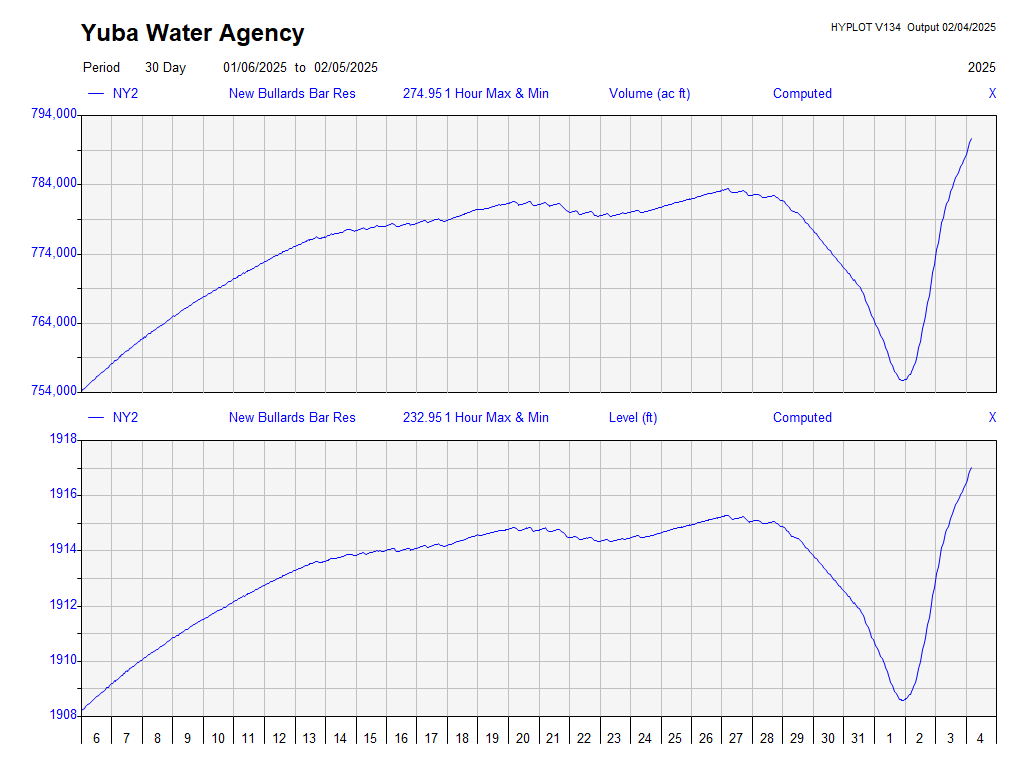 Yuba Water Agency
HYPLOT V134 Output 02/04/2025
Period 30 Day 01/06/2025 to 02/05/2025 2025
NY2 New Bullards Bar Res 274.95 1 Hour Max & Min Volume (ac ft) Computed X
794,000
784,000
774,000
764,000
754,000
NY2 New Bullards Bar Res 232.95 1 Hour Max & Min Level (ft) Computed X
1918
1916
1914
1912
1910
1908
6 7 8 9 10 11 12 13 14 15 16 17 18 19 20 21 22 23 24 25 26 27 28 29 30 31 1 2 3 4